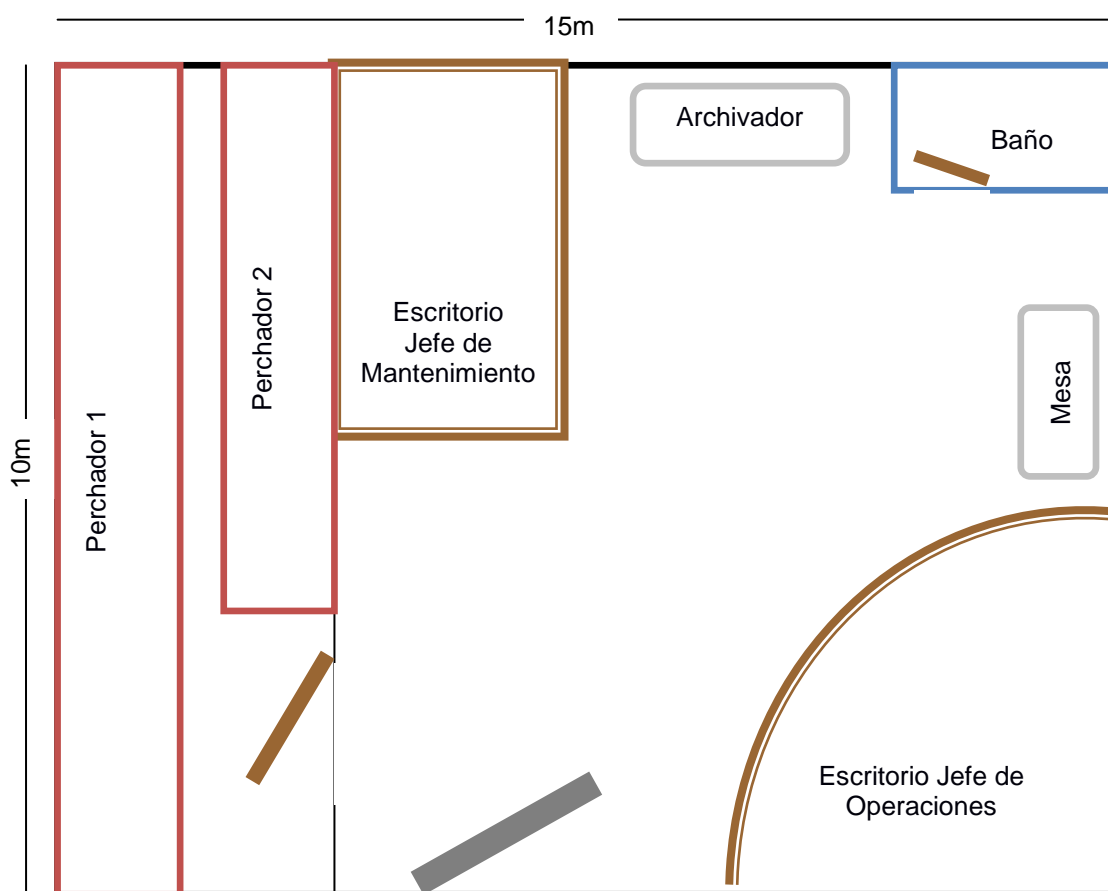 15m
Archivador
Baño
Perchador 2
Escritorio
Jefe de
Mantenimiento
Mesa
Perchador 1
10m
Escritorio Jefe de
Operaciones